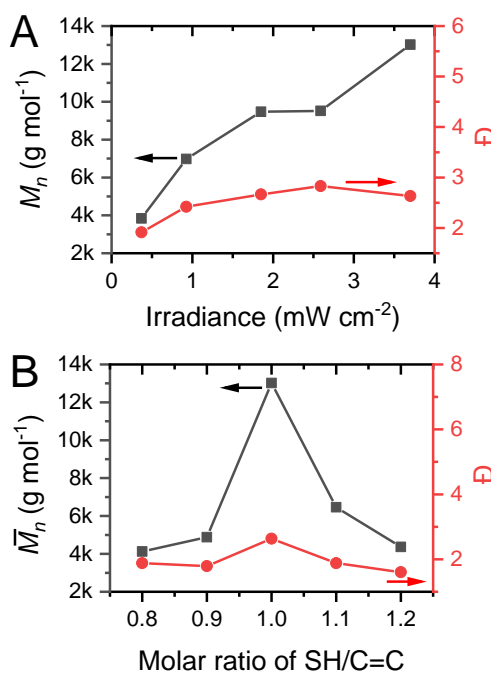 A
14k
12k
10k
8k
6k
4k
2k
Mn (g mol-1)
6
5
4
3
2
1
Đ
0 1 2 3 4
Irradiance (mW cm-2)
B
14k
12k
10k
8k
6k
4k
2k
M̅n (g mol-1)
8
6
4
2
Đ
0.8 0.9 1.0 1.1 1.2
Molar ratio of SH/C=C